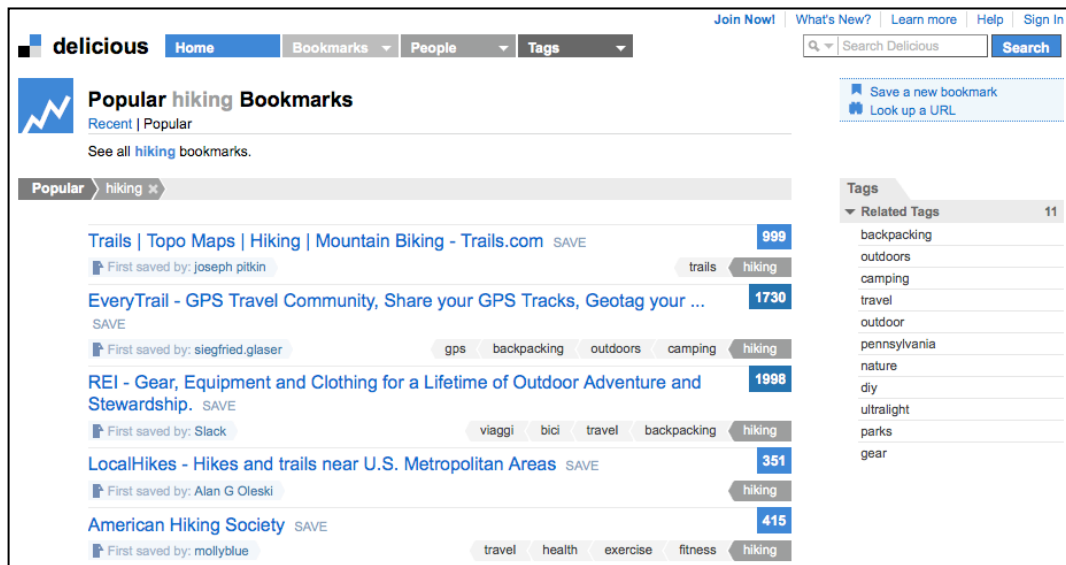 Join Now! What's New? Learn more Help Sign In
delicious Home Bookmarks People Tags Search Delicious Search
Popular hiking Bookmarks
Recent | Popular
See all hiking bookmarks.
Save a new bookmark
Look up a URL
Popular hiking
Trails | Topo Maps | Hiking | Mountain Biking - Trails.com SAVE 999
First saved by: joseph pitkin trails hiking
EveryTrail - GPS Travel Community, Share your GPS Tracks, Geotag your ... 1730
SAVE
First saved by: siegfried.glaser gps backpacking outdoors camping hiking
REI - Gear, Equipment and Clothing for a Lifetime of Outdoor Adventure and 1998
Stewardship. SAVE
First saved by: Slack viaggi bici travel backpacking hiking
LocalHikes - Hikes and trails near U.S. Metropolitan Areas SAVE 351
First saved by: Alan G Oleski hiking
American Hiking Society SAVE 415
First saved by: mollyblue travel health exercise fitness hiking
Tags
Related Tags 11
backpacking
outdoors
camping
travel
outdoor
pennsylvania
nature
diy
ultralight
parks
gear